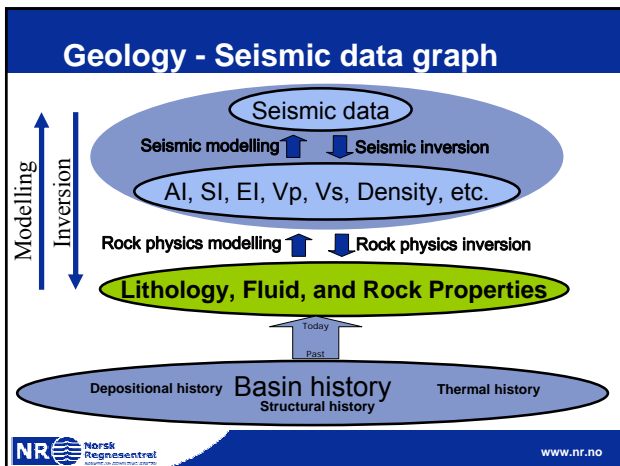 Geology - Seismic data graph
Seismic data
Seismic modelling
Seismic inversion
AI, SI, EI, Vp, Vs, Density, etc.
Modelling
Inversion
Rock physics modelling
Rock physics inversion
Lithology, Fluid, and Rock Properties
Today
Past
Depositional history
Basin history
Thermal history
Structural history
NR
Norsk
Regnesentral
www.nr.no